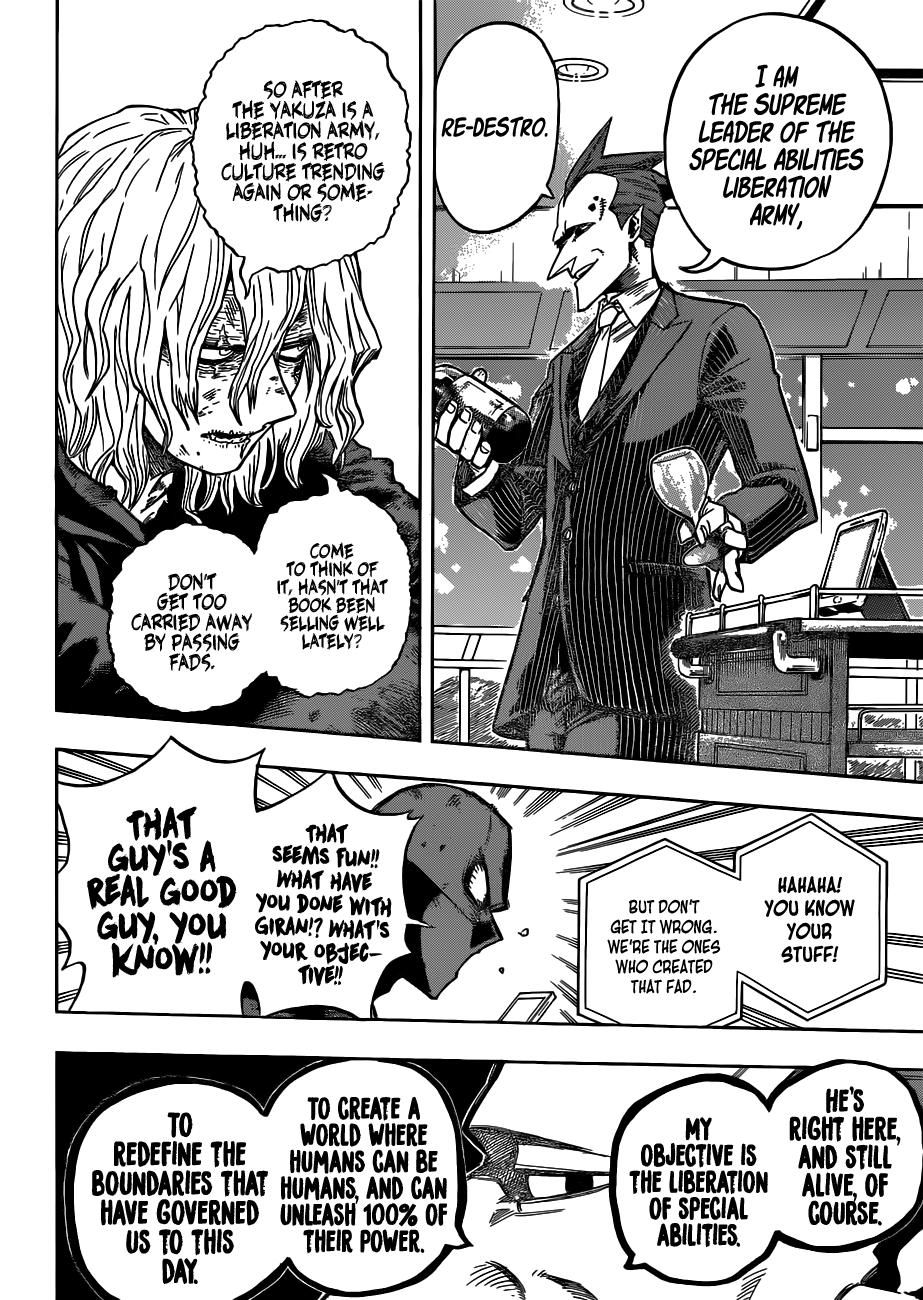 I AM
THE SUPREME
LEADER OF THE
SPECIAL ABILITIES
LIBERATION
ARMY,
RE-DESTRO.
SO AFTER
THE YAKUZA IS A
LIBERATION ARMY,
HUH... IS RETRO
CULTURE TRENDING
AGAIN OR SOME-
THING?
COME
TO THINK OF
IT, HASN'T THAT
BOOK BEEN
SELLING WELL
LATELY?
DON'T
GET TOO
CARRIED AWAY
BY PASSING
FADS.
HAHAHA!
YOU KNOW
YOUR
STUFF!
BUT DON'T
GET IT WRONG.
WE'RE THE ONES
WHO CREATED
THAT FAD.
THAT
SEEMS FUN!!
WHAT HAVE
YOU DONE WITH
GIRAN!? WHAT'S
YOUR OBJEC-
TIVE!!
THAT
GUY'S A
REAL GOOD
GUY, YOU
KNOW!!
HE'S
RIGHT HERE,
AND STILL
ALIVE, OF
COURSE.
MY
OBJECTIVE IS
THE LIBERATION
OF SPECIAL
ABILITIES.
TO CREATE A
WORLD WHERE
HUMANS CAN BE
HUMANS, AND CAN
UNLEASH 100% OF
THEIR POWER.
TO
REDEFINE THE
BOUNDARIES THAT
HAVE GOVERNED
US TO THIS
DAY.